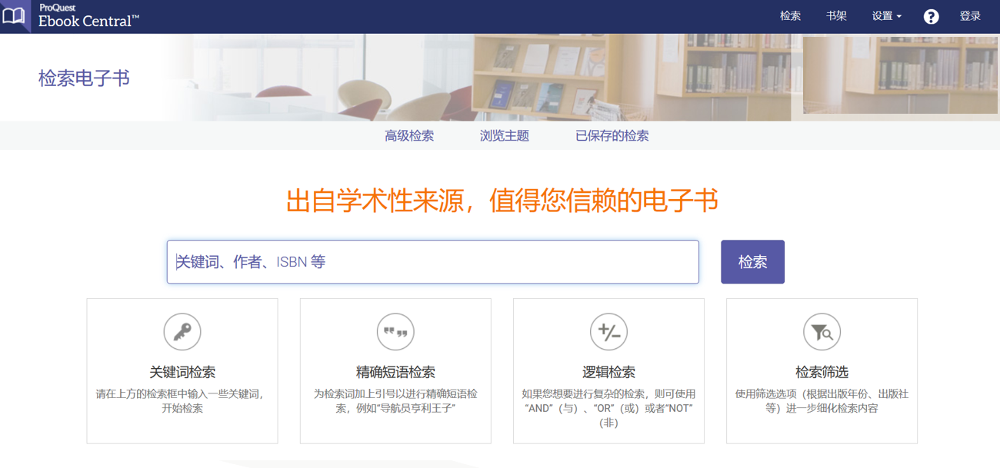 ProQuest
Ebook Central™
检索
书架
设置
?
登录
检索电子书
高级检索
浏览主题
已保存的检索
出自学术性来源，值得您信赖的电子书
关键词、作者、ISBN 等
检索
关键词检索
请在上方的检索框中输入一些关键词，
开始检索
精确短语检索
为检索词加上引号以进行精确短语检
索，例如“导航员亨利王子”
逻辑检索
如果您想要进行复杂的检索，则可使用
“AND”（与）、“OR”（或）或者“NOT”
（非）
检索筛选
使用筛选选项（根据出版年份、出版社
等）进一步细化检索内容